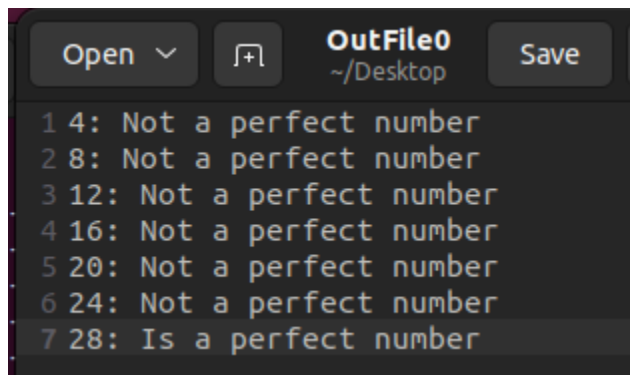 Open OutFile0 Save
~/Desktop
1 4: Not a perfect number
2 8: Not a perfect number
3 12: Not a perfect number
4 16: Not a perfect number
5 20: Not a perfect number
6 24: Not a perfect number
7 28: Is a perfect number